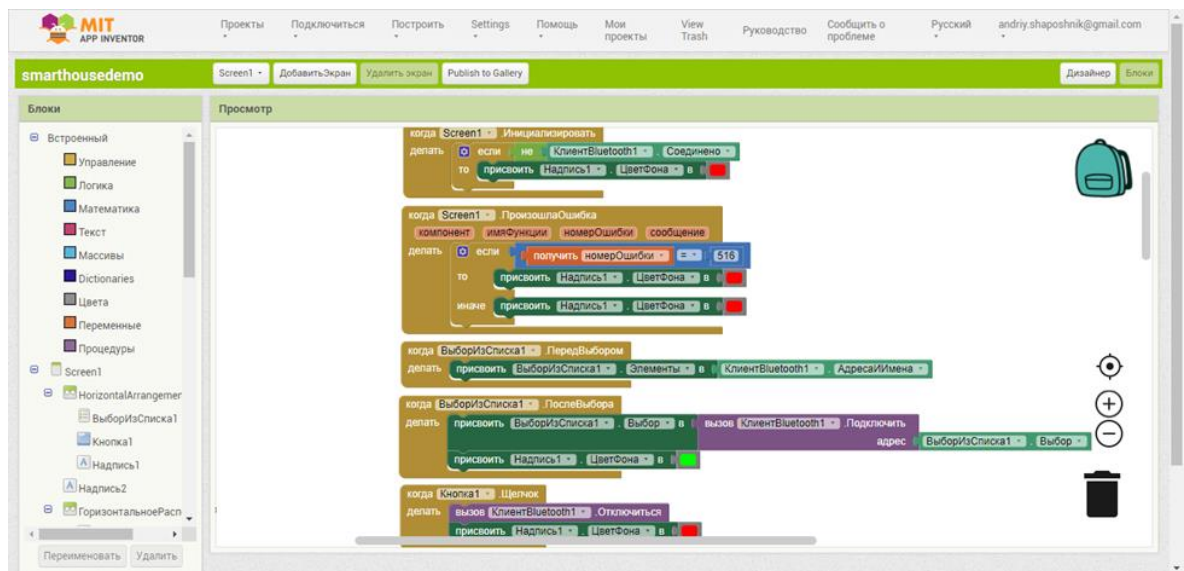 MIT
APP INVENTOR
Проекты Подключиться Построить Settings Помощь Мои проекты View Trash Руководство Сообщить о проблеме Русский andriy.shaposhnik@gmail.com
smarthousedemo Screen1 ДобавитьЭкран Удалить экран Publish to Gallery Дизайнер Блоки
Блоки Просмотр
Встроенный
Управление
Логика
Математика
Текст
Массивы
Dictionaries
Цвета
Переменные
Процедуры
Screen1
HorizontalArrangemer
ВыборИзСписка1
Кнопка1
Надпись1
Надпись2
ГоризонтальноеРасп
Переименовать Удалить
когда Screen1 .Инициализировать
делать если не КлиентBluetooth1 . Соединено
то присвоить Надпись1 . ЦветФона в
когда Screen1 .ПроизошлаОшибка
компонент имяФункции номерОшибки сообщение
делать если получить номерОшибки = 516
то присвоить Надпись1 . ЦветФона в
иначе присвоить Надпись1 . ЦветФона в
когда ВыборИзСписка1 .ПередВыбором
делать присвоить ВыборИзСписка1 . Элементы в КлиентBluetooth1 . АдресаИИмена
когда ВыборИзСписка1 .ПослеВыбора
делать присвоить ВыборИзСписка1 . Выбор в вызов КлиентBluetooth1 .Подключить
адрес ВыборИзСписка1 . Выбор
присвоить Надпись1 . ЦветФона в
когда Кнопка1 .Щелчок
делать вызов КлиентBluetooth1 .Отключиться
присвоить Надпись1 . ЦветФона в